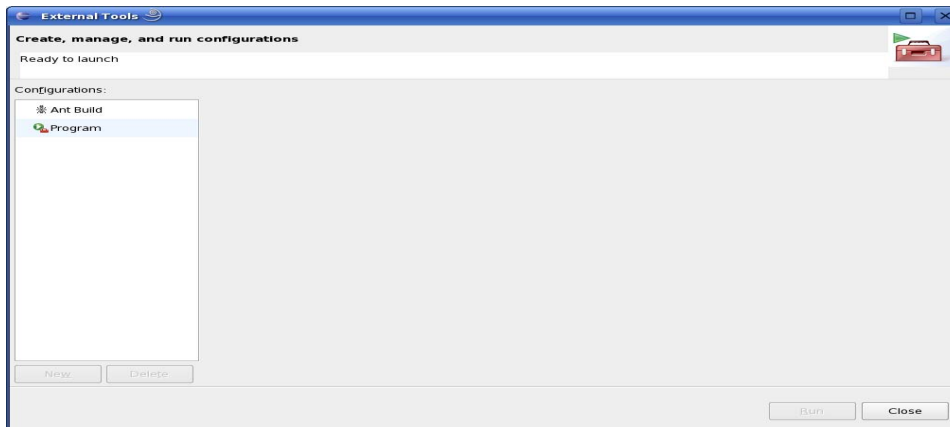 External Tools
Create, manage, and run configurations
Ready to launch
Configurations:
Ant Build
Program
New
Delete
Run
Close